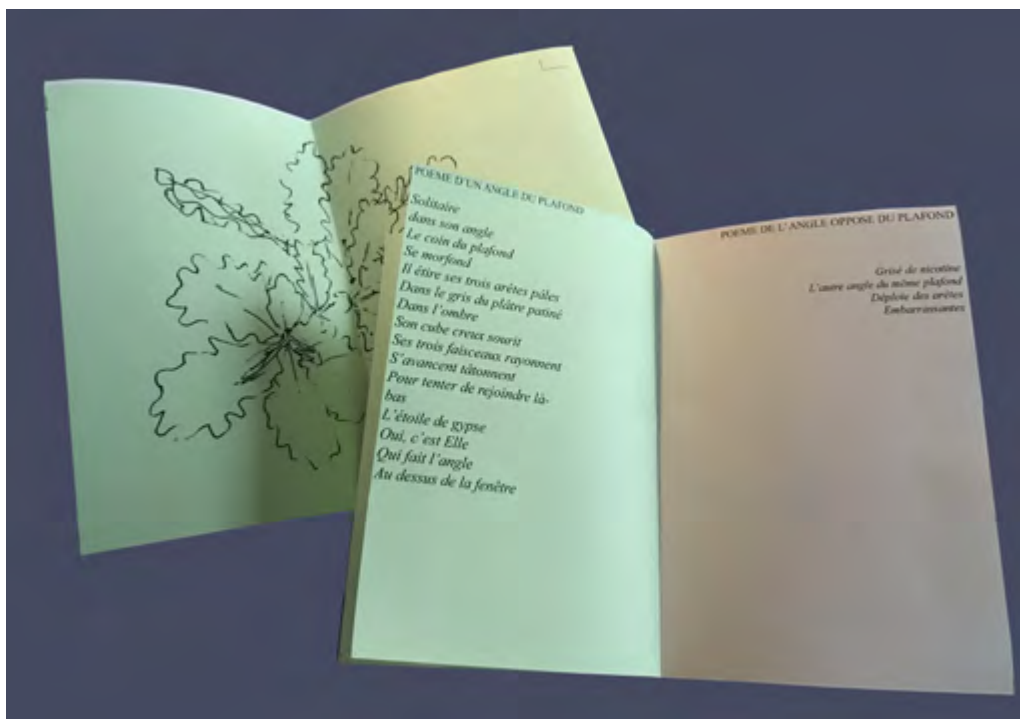 POEME D'UN ANGLE DU PLAFOND
Solitaire
dans son angle
Le coin du plafond
Se morfond
Il étire ses trois arètes pâles
Dans le gris du plâtre patiné
Dans l'ombre
Son cube creux sourit
Ses trois faisceaux rayonnent
S'avancent tâtonnent
Pour tenter de rejoindre là-
bas
L'étoile de gypse
Oui, c'est Elle
Qui fait l'angle
Au dessus de la fenêtre
POEME DE L'ANGLE OPPOSE DU PLAFOND
Grisé de nicotine
L'autre angle du même plafond
Déploie des arètes
Embarrassantes